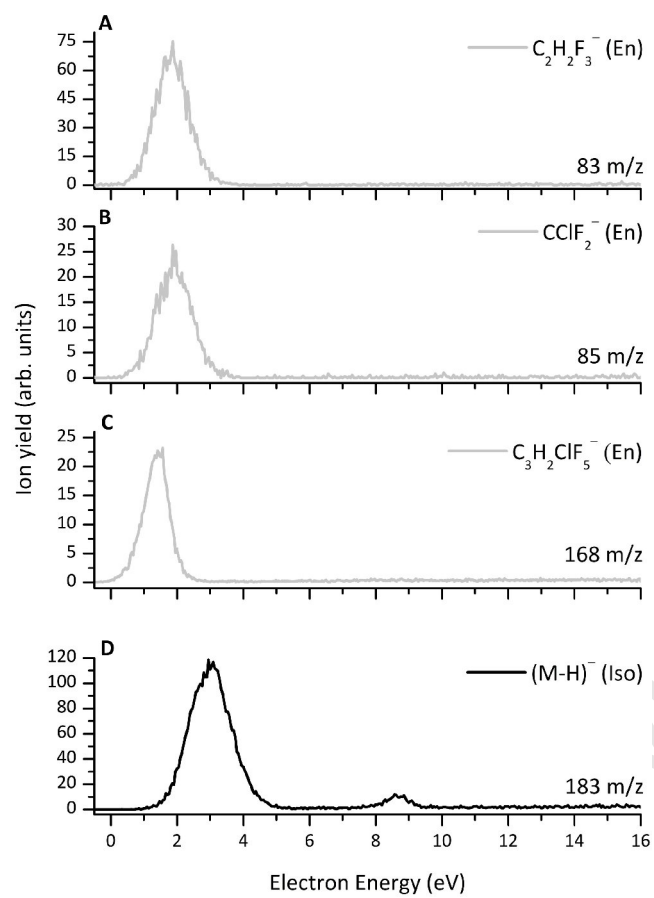 A
75
60
45
30
15
0
C₂H₂F₃⁻ (En)
83 m/z
B
30
25
20
15
10
5
0
CClF₂⁻ (En)
85 m/z
C
25
20
15
10
5
0
C₃H₂ClF₅⁻ (En)
168 m/z
D
120
100
80
60
40
20
0
(M-H)⁻ (Iso)
183 m/z
0 2 4 6 8 10 12 14 16
Electron Energy (eV)
Ion yield (arb. units)